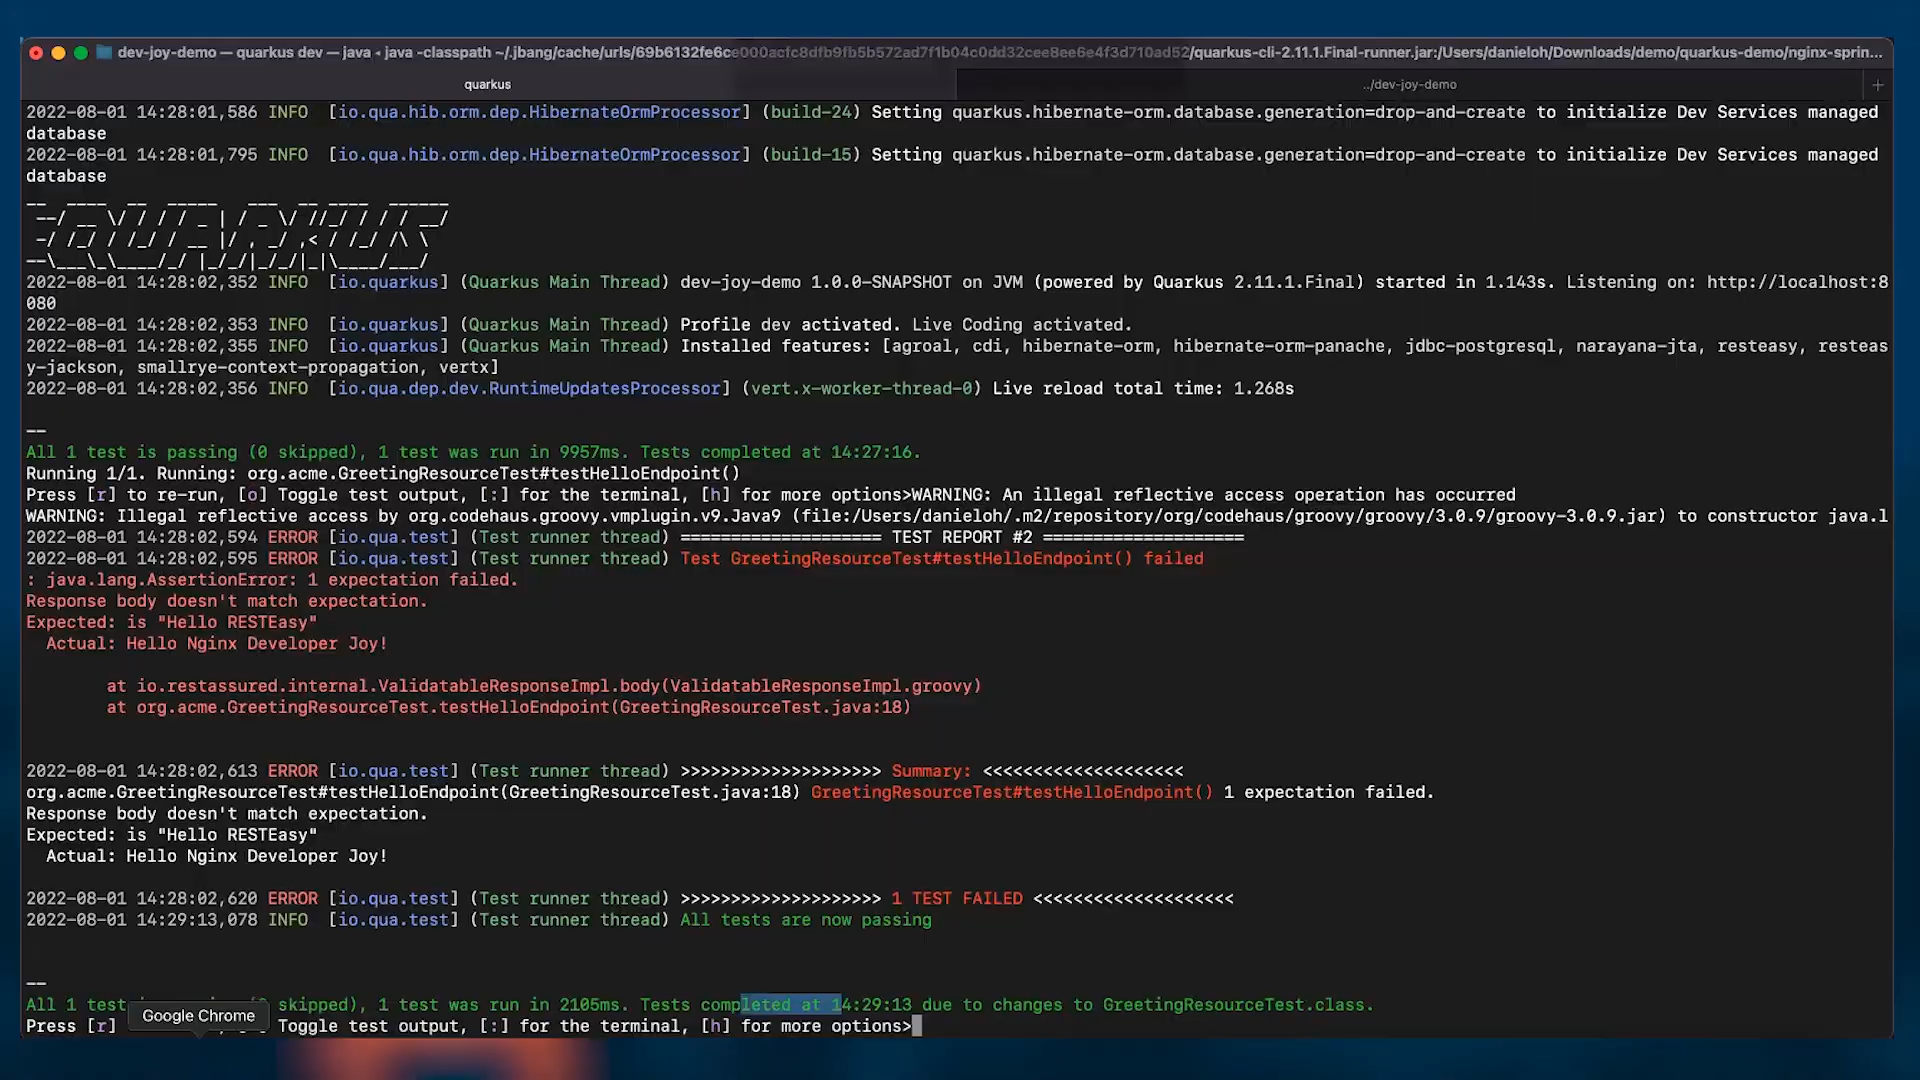 dev-joy-demo — quarkus dev — java ◂ java -classpath ~/.jbang/cache/urls/69b6132fe6ce000acfc8dfb9fb5b572ad7f1b04c0dd32cee8ee6e4f3d710ad52/quarkus-cli-2.11.1.Final-runner.jar:/Users/danieloh/Downloads/demo/quarkus-demo/nginx-sprin...
quarkus ../dev-joy-demo +
2022-08-01 14:28:01,586 INFO  [io.qua.hib.orm.dep.HibernateOrmProcessor] (build-24) Setting quarkus.hibernate-orm.database.generation=drop-and-create to initialize Dev Services managed
database
2022-08-01 14:28:01,795 INFO  [io.qua.hib.orm.dep.HibernateOrmProcessor] (build-15) Setting quarkus.hibernate-orm.database.generation=drop-and-create to initialize Dev Services managed
database
QUARKUS
2022-08-01 14:28:02,352 INFO  [io.quarkus] (Quarkus Main Thread) dev-joy-demo 1.0.0-SNAPSHOT on JVM (powered by Quarkus 2.11.1.Final) started in 1.143s. Listening on: http://localhost:8
080
2022-08-01 14:28:02,353 INFO  [io.quarkus] (Quarkus Main Thread) Profile dev activated. Live Coding activated.
2022-08-01 14:28:02,355 INFO  [io.quarkus] (Quarkus Main Thread) Installed features: [agroal, cdi, hibernate-orm, hibernate-orm-panache, jdbc-postgresql, narayana-jta, resteasy, resteas
y-jackson, smallrye-context-propagation, vertx]
2022-08-01 14:28:02,356 INFO  [io.qua.dep.dev.RuntimeUpdatesProcessor] (vert.x-worker-thread-0) Live reload total time: 1.268s
--
All 1 test is passing (0 skipped), 1 test was run in 9957ms. Tests completed at 14:27:16.
Running 1/1. Running: org.acme.GreetingResourceTest#testHelloEndpoint()
Press [r] to re-run, [o] Toggle test output, [:] for the terminal, [h] for more options>WARNING: An illegal reflective access operation has occurred
WARNING: Illegal reflective access by org.codehaus.groovy.vmplugin.v9.Java9 (file:/Users/danieloh/.m2/repository/org/codehaus/groovy/groovy/3.0.9/groovy-3.0.9.jar) to constructor java.l
2022-08-01 14:28:02,594 ERROR [io.qua.test] (Test runner thread) ==================== TEST REPORT #2 ====================
2022-08-01 14:28:02,595 ERROR [io.qua.test] (Test runner thread) Test GreetingResourceTest#testHelloEndpoint() failed
: java.lang.AssertionError: 1 expectation failed.
Response body doesn't match expectation.
Expected: is "Hello RESTEasy"
  Actual: Hello Nginx Developer Joy!
at io.restassured.internal.ValidatableResponseImpl.body(ValidatableResponseImpl.groovy)
at org.acme.GreetingResourceTest.testHelloEndpoint(GreetingResourceTest.java:18)
2022-08-01 14:28:02,613 ERROR [io.qua.test] (Test runner thread) >>>>>>>>>>>>>>>>>>>> Summary: <<<<<<<<<<<<<<<<<<<<
org.acme.GreetingResourceTest#testHelloEndpoint(GreetingResourceTest.java:18) GreetingResourceTest#testHelloEndpoint() 1 expectation failed.
Response body doesn't match expectation.
Expected: is "Hello RESTEasy"
  Actual: Hello Nginx Developer Joy!
2022-08-01 14:28:02,620 ERROR [io.qua.test] (Test runner thread) >>>>>>>>>>>>>>>>>>>> 1 TEST FAILED <<<<<<<<<<<<<<<<<<<<
2022-08-01 14:29:13,078 INFO  [io.qua.test] (Test runner thread) All tests are now passing
--
All 1 test skipped), 1 test was run in 2105ms. Tests completed at 14:29:13 due to changes to GreetingResourceTest.class.
Google Chrome
Press [r] Toggle test output, [:] for the terminal, [h] for more options>